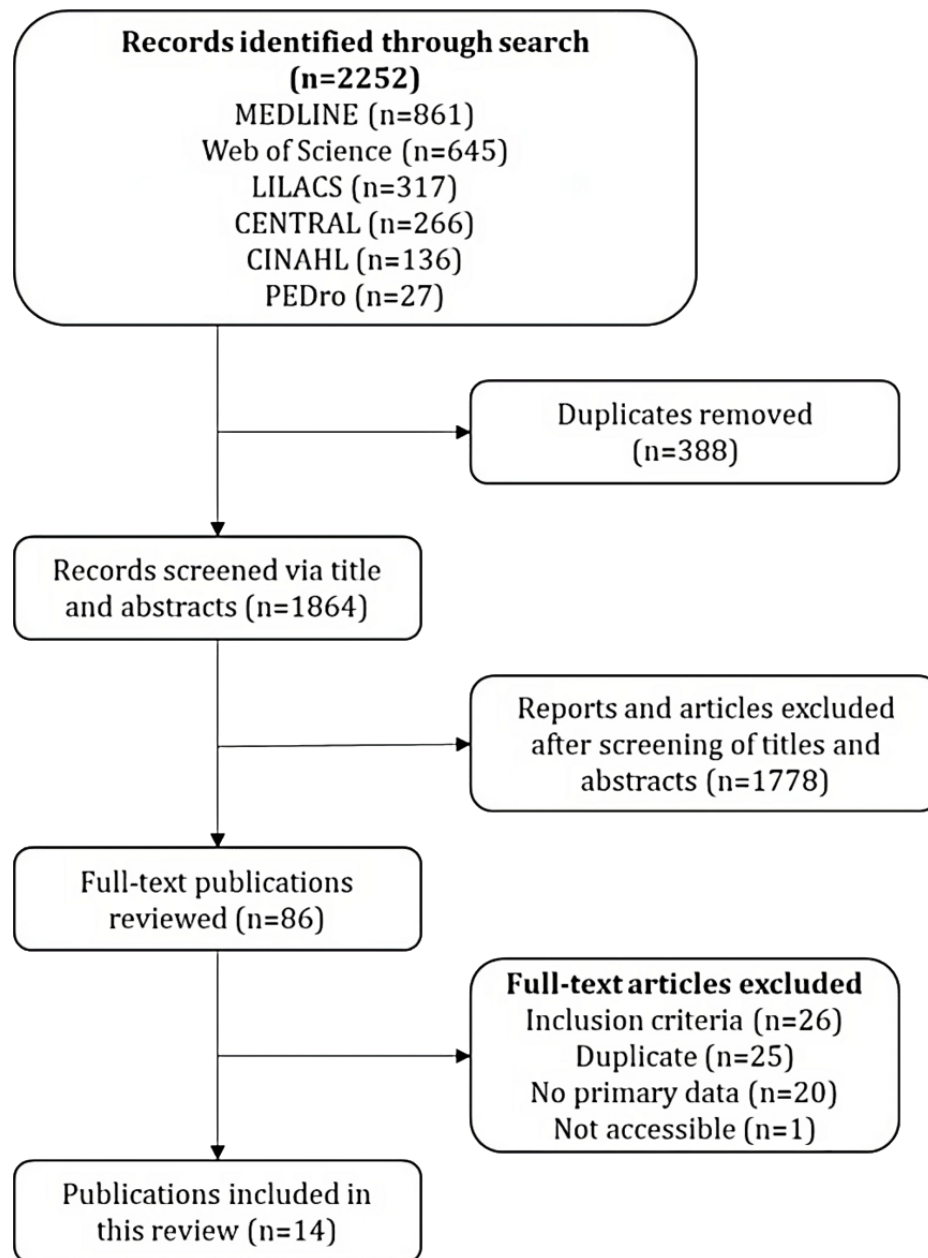 Records identified through search
(n=2252)
MEDLINE (n=861)
Web of Science (n=645)
LILACS (n=317)
CENTRAL (n=266)
CINAHL (n=136)
PEDro (n=27)
Duplicates removed
(n=388)
Records screened via title
and abstracts (n=1864)
Reports and articles excluded
after screening of titles and
abstracts (n=1778)
Full-text publications
reviewed (n=86)
Full-text articles excluded
Inclusion criteria (n=26)
Duplicate (n=25)
No primary data (n=20)
Not accessible (n=1)
Publications included in
this review (n=14)